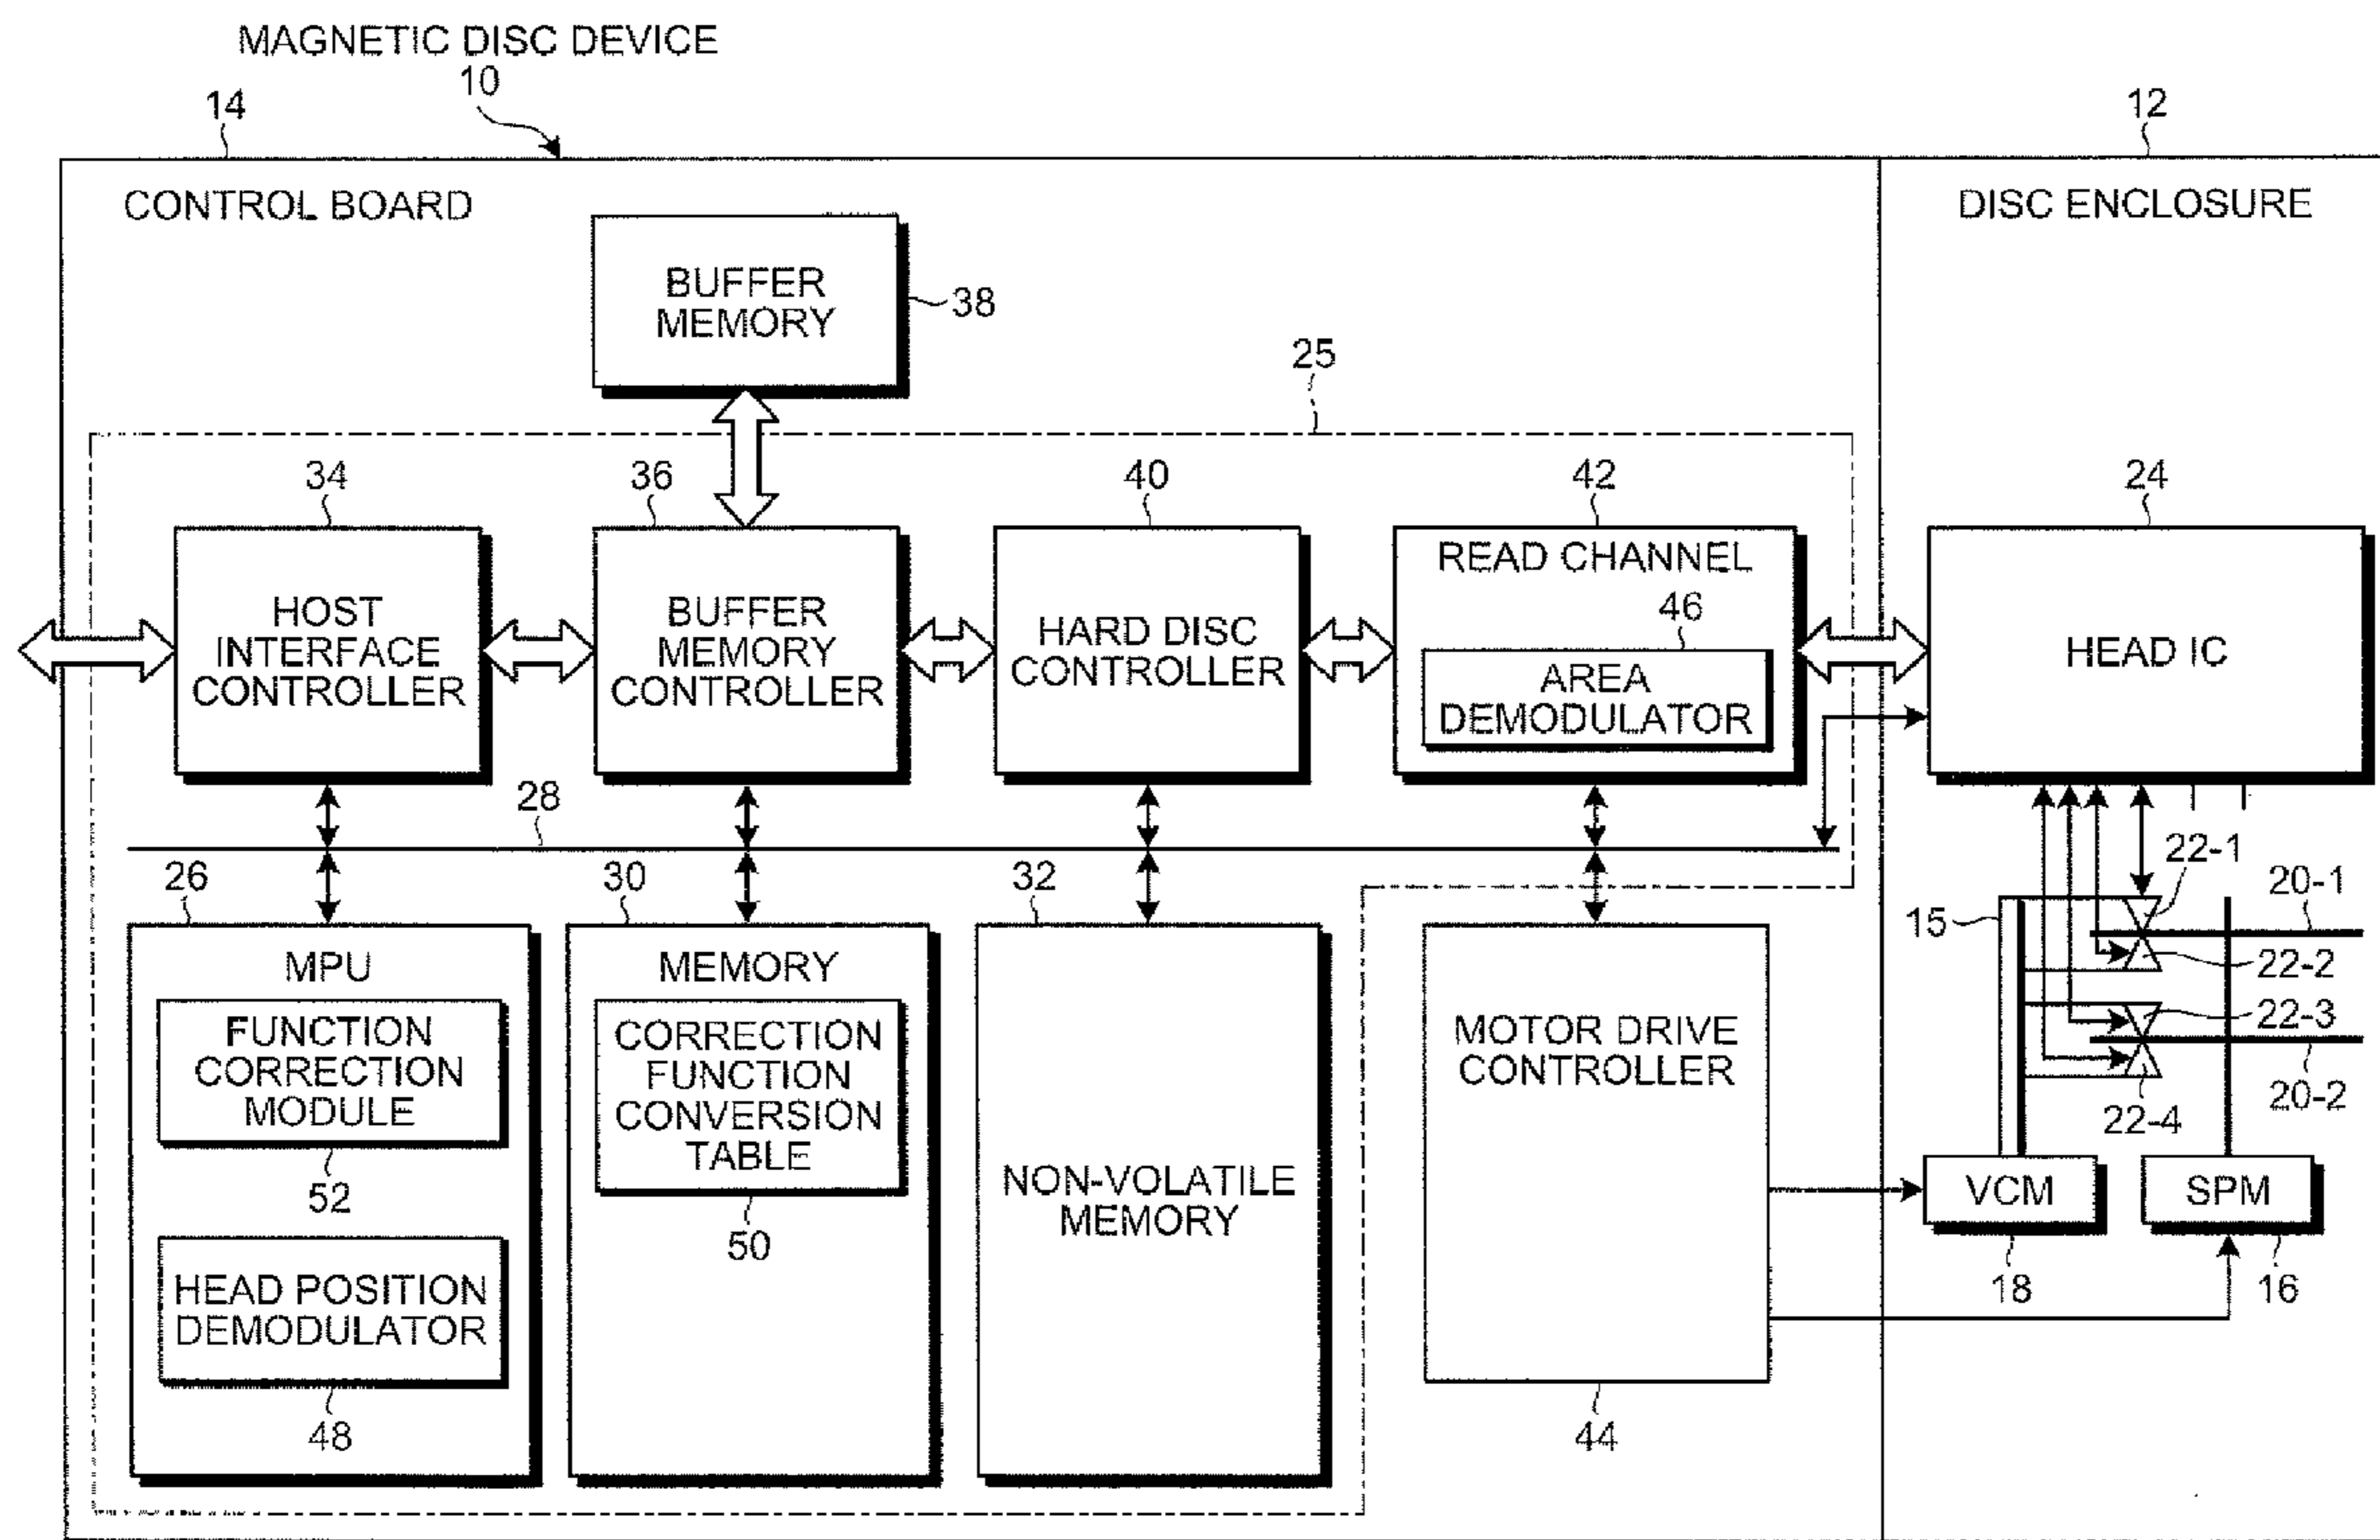 MAGNETIC DISC DEVICE
10
14
12
CONTROL BOARD
DISC ENCLOSURE
BUFFER
MEMORY
38
25
34
36
40
42
24
HOST
INTERFACE
CONTROLLER
BUFFER
MEMORY
CONTROLLER
HARD DISC
CONTROLLER
READ CHANNEL
46
AREA
DEMODULATOR
HEAD IC
28
26
30
32
22-1
20-1
15
22-2
22-3
20-2
22-4
MPU
FUNCTION
CORRECTION
MODULE
52
HEAD POSITION
DEMODULATOR
48
MEMORY
CORRECTION
FUNCTION
CONVERSION
TABLE
50
NON-VOLATILE
MEMORY
MOTOR DRIVE
CONTROLLER
44
VCM
18
SPM
16